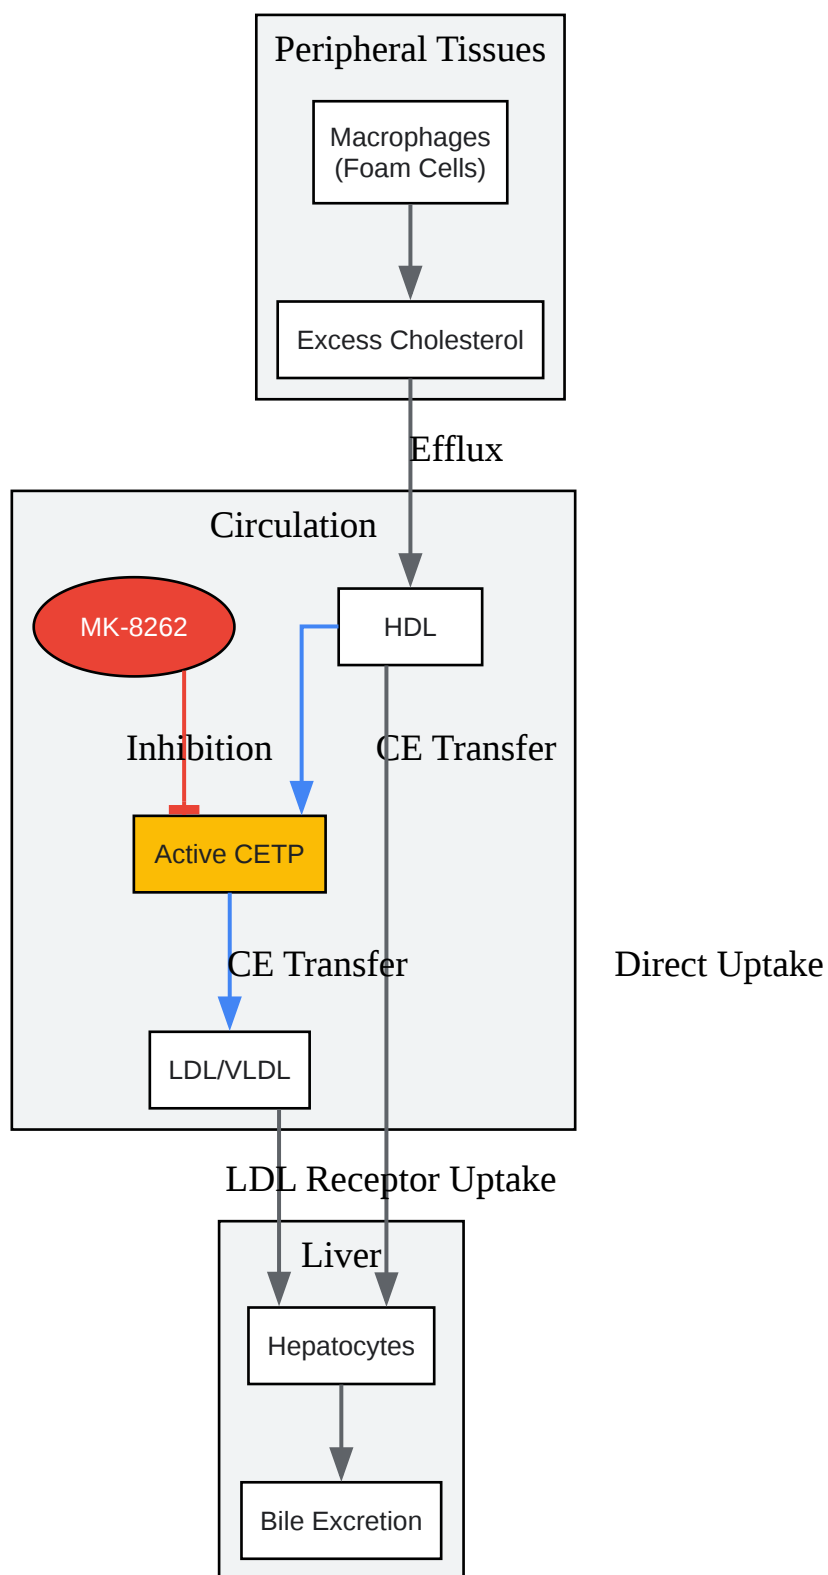 Peripheral Tissues
Macrophages
(Foam Cells)
Excess Cholesterol
Efflux
Circulation
MK-8262
HDL
Inhibition
CE Transfer
Active CETP
CE Transfer
Direct Uptake
LDL/VLDL
LDL Receptor Uptake
Liver
Hepatocytes
Bile Excretion